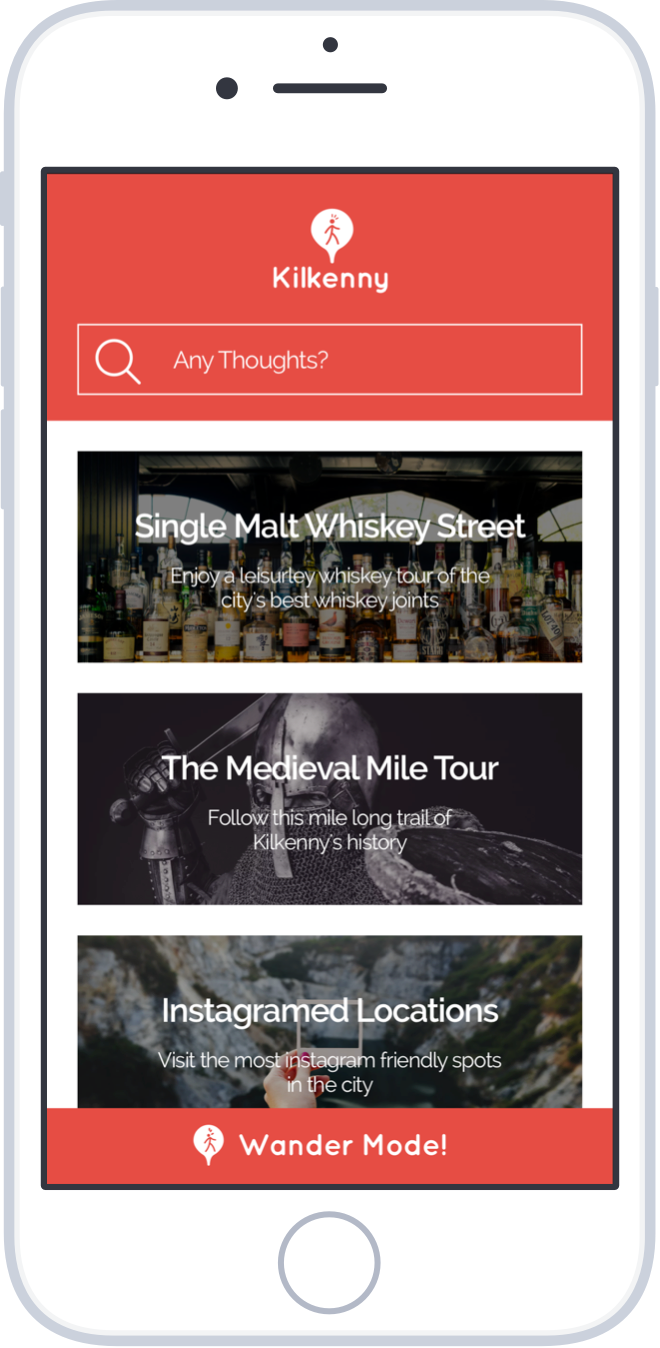 Kilkenny
Any Thoughts?
Single Malt Whiskey Street
Enjoy a leisurley whiskey tour of the
city's best whiskey joints
The Medieval Mile Tour
Follow this mile long trail of
Kilkenny's history
Instagramed Locations
Visit the most instagram friendly spots
in the city
Wander Mode!